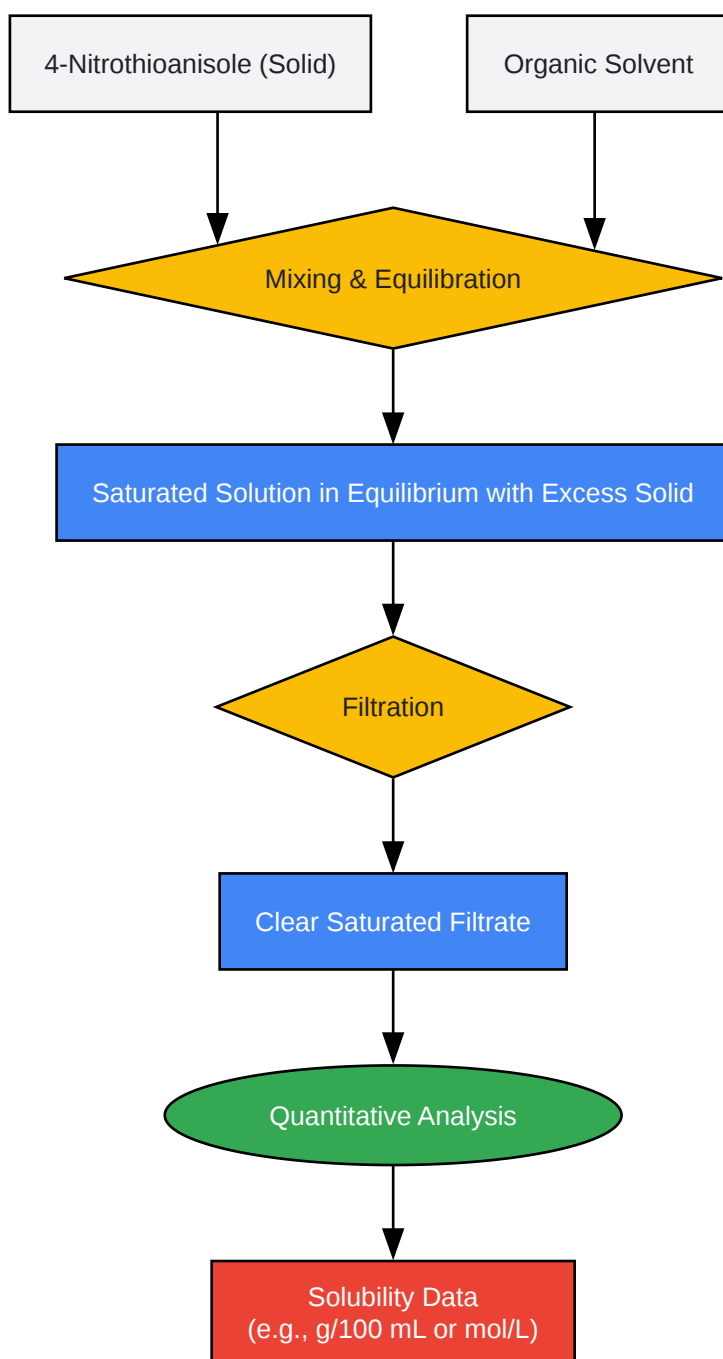 4-Nitrothioanisole (Solid)
Organic Solvent
Mixing & Equilibration
Saturated Solution in Equilibrium with Excess Solid
Filtration
Clear Saturated Filtrate
Quantitative Analysis
Solubility Data
(e.g., g/100 mL or mol/L)